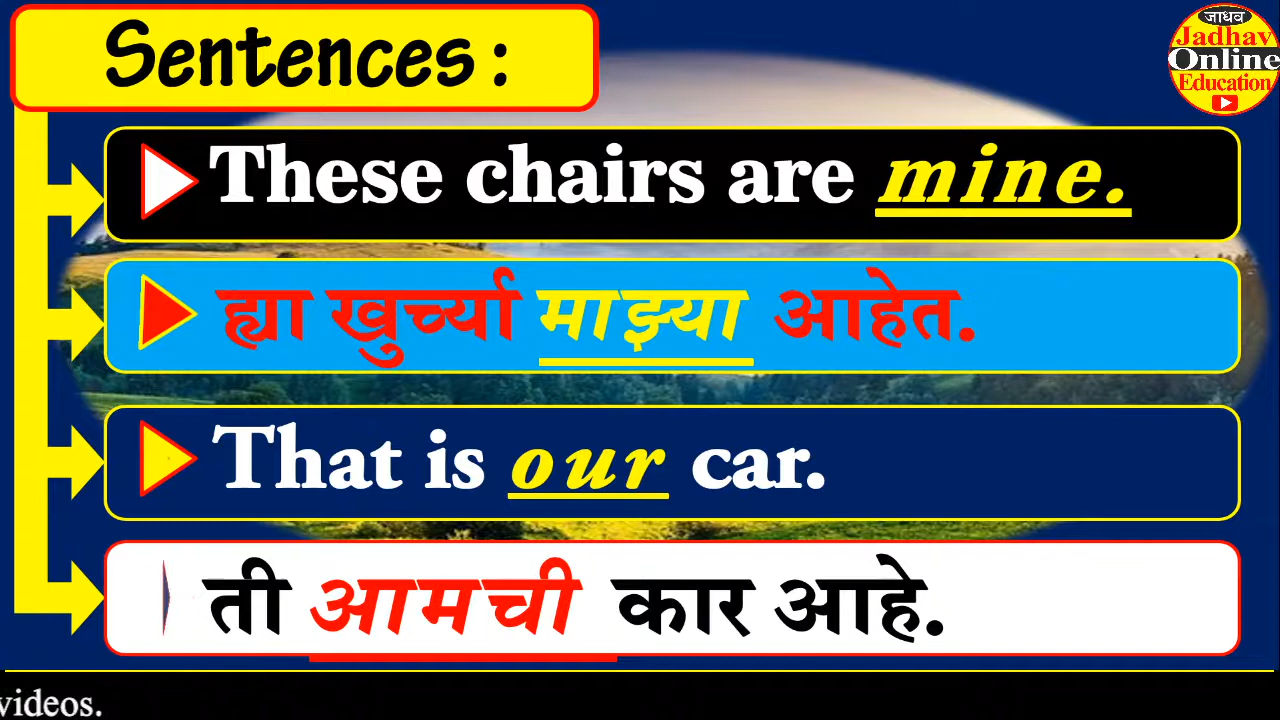 Sentences :
जाधव
Jadhav
Online
Education
These chairs are mine.
ह्या खुर्च्या माझ्या आहेत.
That is our car.
ती आमची कार आहे.
videos.